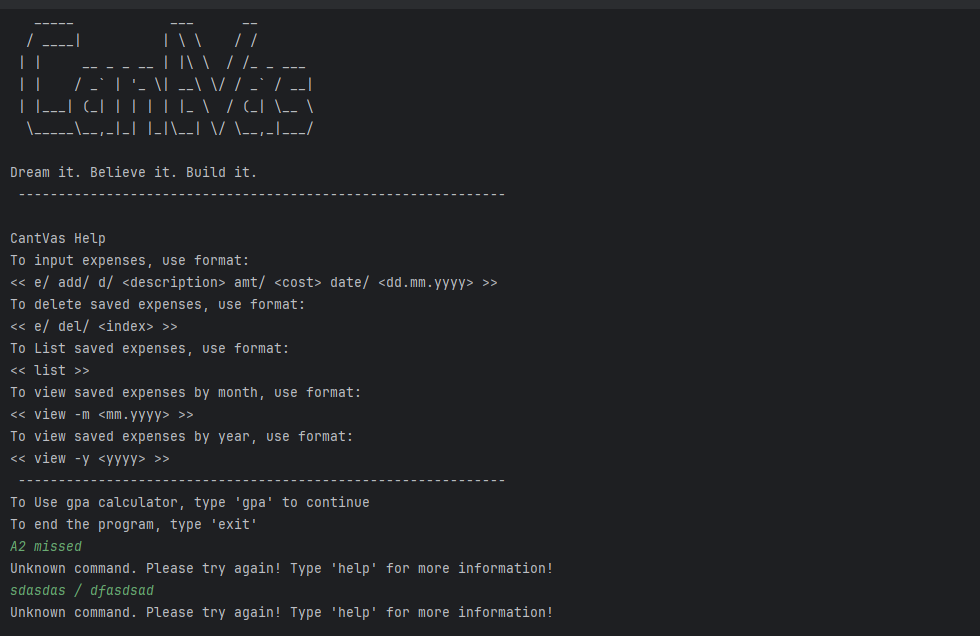 _____            ___      __
  / ____|          | \ \    / /
 | |     __ _ _ __ | |\ \  / /_ _ ___
 | |    / _` | '_ \| __\ \/ / _` / __|
 | |___| (_| | | | | |_ \  / (_| \__ \
  \_____\__,_|_| |_|\__| \/ \__,_|___/
Dream it. Believe it. Build it.
 -------------------------------------------------------------
CantVas Help
To input expenses, use format:
<< e/ add/ d/ <description> amt/ <cost> date/ <dd.mm.yyyy> >>
To delete saved expenses, use format:
<< e/ del/ <index> >>
To List saved expenses, use format:
<< list >>
To view saved expenses by month, use format:
<< view -m <mm.yyyy> >>
To view saved expenses by year, use format:
<< view -y <yyyy> >>
 -------------------------------------------------------------
To Use gpa calculator, type 'gpa' to continue
To end the program, type 'exit'
A2 missed
Unknown command. Please try again! Type 'help' for more information!
sdasdas / dfasdsad
Unknown command. Please try again! Type 'help' for more information!